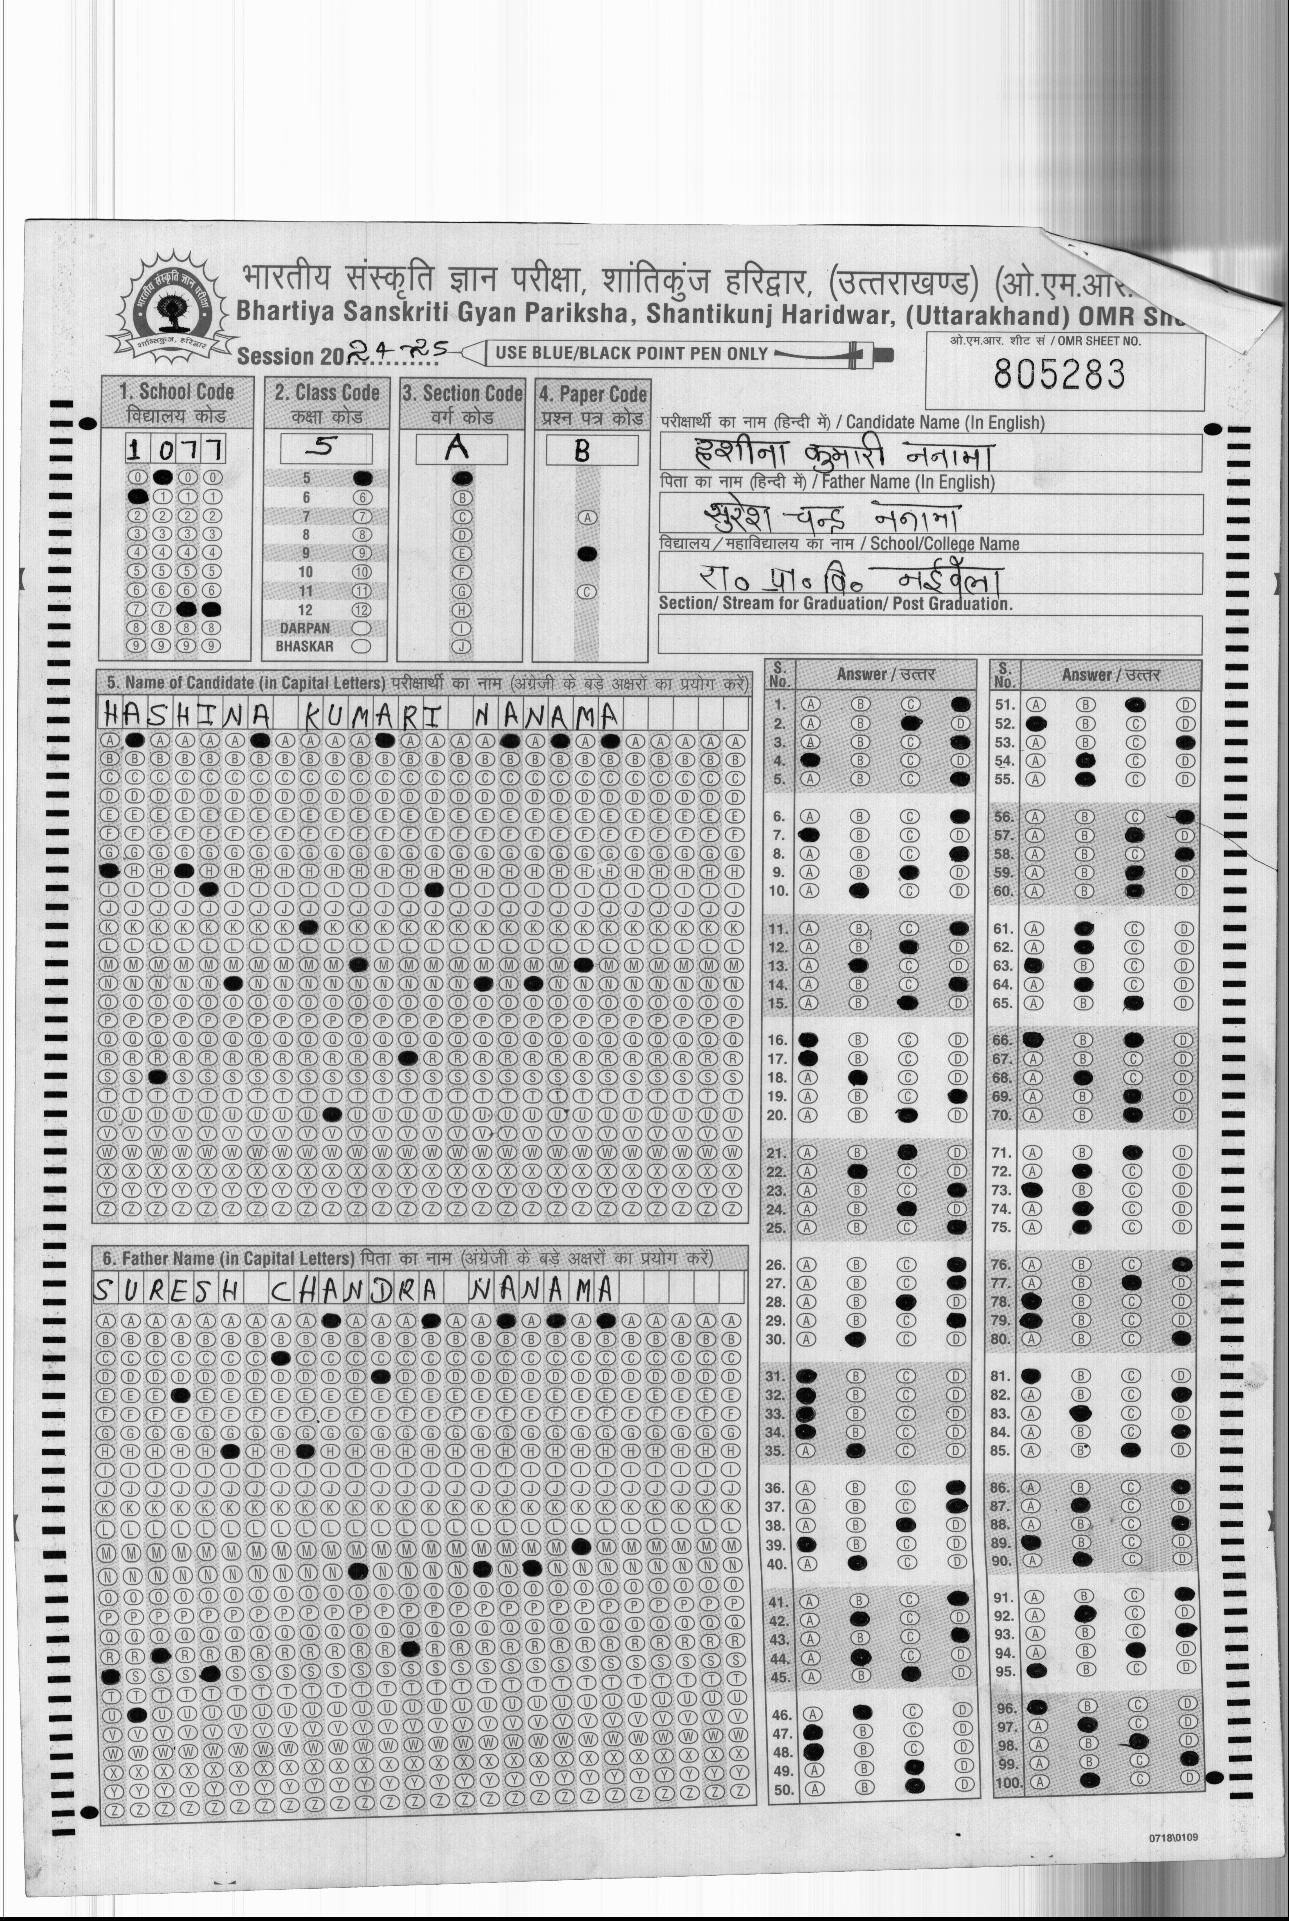 भारतीय संस्कृति ज्ञान परीक्षा, शांतिकुंज हरिद्वार, (उत्तराखण्ड) (ओ.एम.आर.
Bhartiya Sanskriti Gyan Pariksha, Shantikunj Haridwar, (Uttarakhand) OMR
Session 2024-25 USE BLUE/BLACK POINT PEN ONLY
ओ.एम.आर. शीट सं / OMR SHEET NO.
805283
1. School Code
विद्यालय कोड
1077
2. Class Code
कक्षा कोड
5
3. Section Code
वर्ग कोड
A
4. Paper Code
प्रश्न पत्र कोड
B
परीक्षार्थी का नाम (हिन्दी में) / Candidate Name (In English)
हशीना कुमारी ननामा
पिता का नाम (हिन्दी में) / Father Name (In English)
सुरेश चन्द्र ननामा
विद्यालय / महाविद्यालय का नाम / School/College Name
रा० प्रा० वि०
Section/ Stream for Graduation/ Post Graduation.
5
6
7
8
9
10
11
12
DARPAN
BHASKAR
5. Name of Candidate (in Capital Letters) परीक्षार्थी का नाम (अंग्रेजी के बड़े अक्षरों का प्रयोग करें)
HASHINA KUMARI NANAMA
6. Father Name (in Capital Letters) पिता का नाम (अंग्रेजी के बड़े अक्षरों का प्रयोग करें)
SURESH CHANDRA NANAMA
S. No. Answer / उत्तर
S. No. Answer / उत्तर
0718\0109